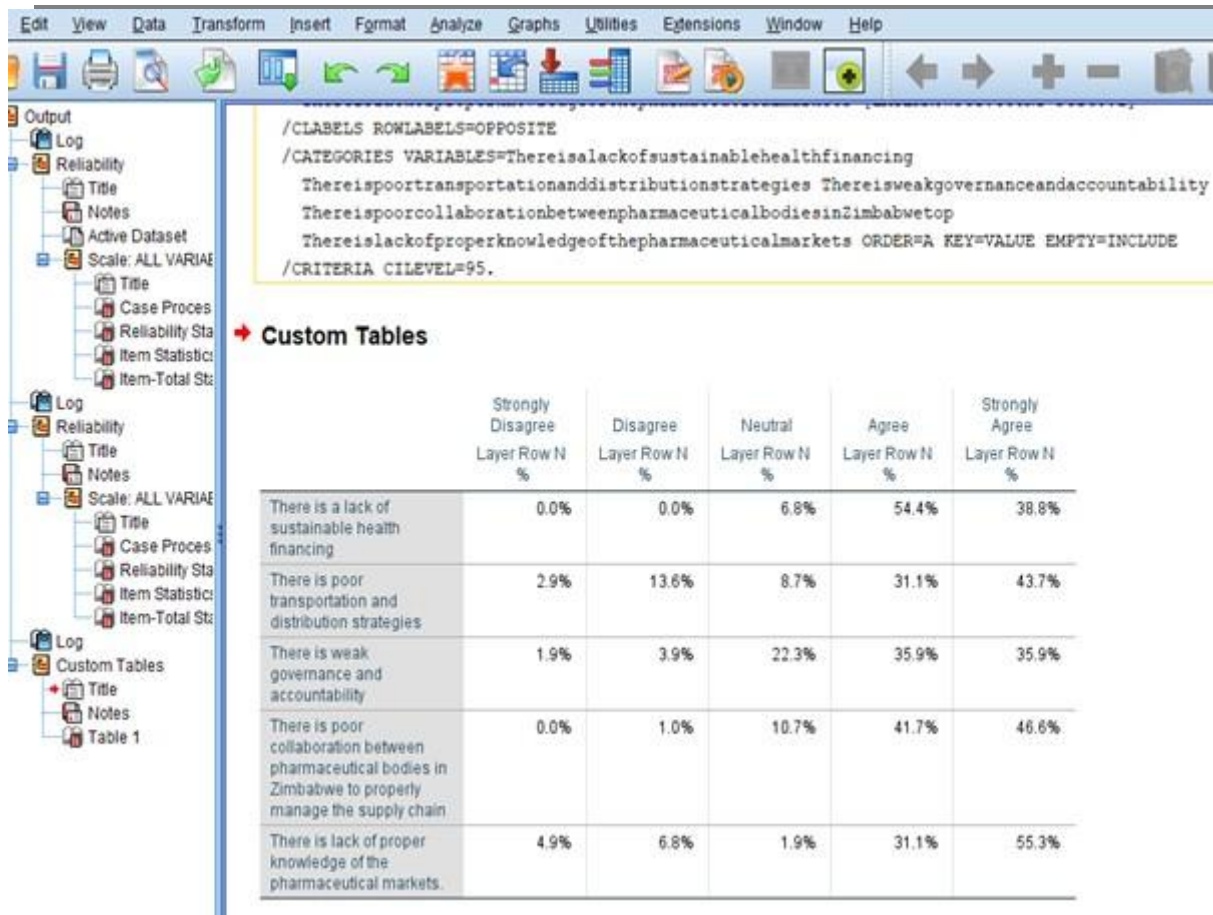 Edit View Data Transform Insert Format Analyze Graphs Utilities Extensions Window Help
Output
Log
Reliability
Title
Notes
Active Dataset
Scale: ALL VARIAB
Title
Case Proces
Reliability Sta
Item Statistics
Item-Total Sta
Log
Reliability
Title
Notes
Scale: ALL VARIAB
Title
Case Proces
Reliability Sta
Item Statistics
Item-Total Sta
Log
Custom Tables
Title
Notes
Table 1
/CLABELS ROWLABELS=OPPOSITE
/CATEGORIES VARIABLES=Thereisalackofsustainablehealthfinancing
Thereispoortransportationanddistributionstrategies Thereisweakgovernanceandaccountability
ThereispoorcollaborationbetweenpharmaceuticalbodiesinZimbabwetop
Thereislackofproperknowledgeofthepharmaceuticalmarkets ORDER=A KEY=VALUE EMPTY=INCLUDE
/CRITERIA CILEVEL=95.
Custom Tables
Strongly
Disagree Disagree Neutral Agree Strongly
Agree
Layer Row N
% Layer Row N
% Layer Row N
% Layer Row N
% Layer Row N
%
There is a lack of 0.0% 0.0% 6.8% 54.4% 38.8%
sustainable health
financing
There is poor 2.9% 13.6% 8.7% 31.1% 43.7%
transportation and
distribution strategies
There is weak 1.9% 3.9% 22.3% 35.9% 35.9%
governance and
accountability
There is poor 0.0% 1.0% 10.7% 41.7% 46.6%
collaboration between
pharmaceutical bodies in
Zimbabwe to properly
manage the supply chain
There is lack of proper 4.9% 6.8% 1.9% 31.1% 55.3%
knowledge of the
pharmaceutical markets.